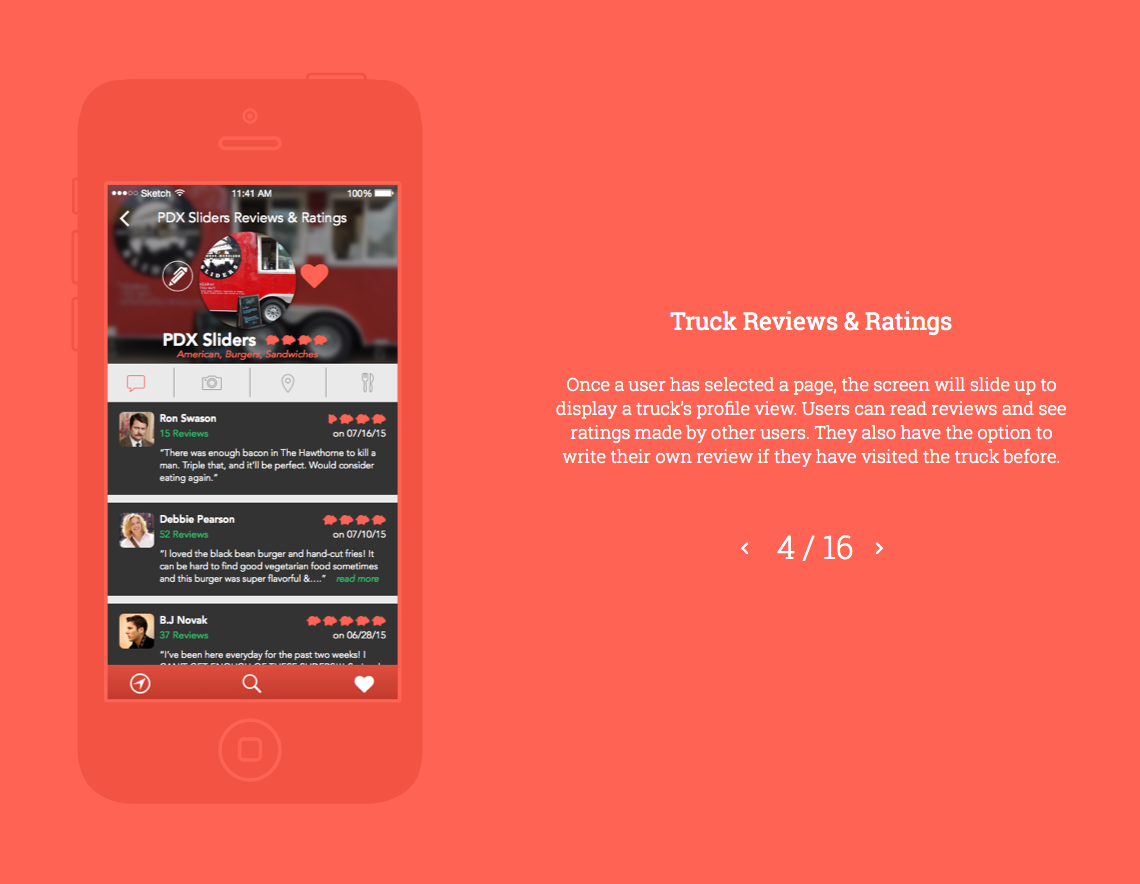 Sketch 11:41 AM 100%
PDX Sliders Reviews & Ratings
SLIDERS
PDX Sliders
American, Burgers, Sandwiches
Ron Swason
15 Reviews on 07/16/15
“There was enough bacon in The Hawthorne to kill a
man. Triple that, and it’ll be perfect. Would consider
eating again.”
Debbie Pearson
52 Reviews on 07/10/15
“I loved the black bean burger and hand-cut fries! It
can be hard to find good vegetarian food sometimes
and this burger was super flavorful &....” read more
B.J Novak
37 Reviews on 06/28/15
“I’ve been here everyday for the past two weeks! I
CAN'T GET ENOUGH OF THESE SLIDERS!!!
Truck Reviews & Ratings
Once a user has selected a page, the screen will slide up to
display a truck’s profile view. Users can read reviews and see
ratings made by other users. They also have the option to
write their own review if they have visited the truck before.
4 / 16